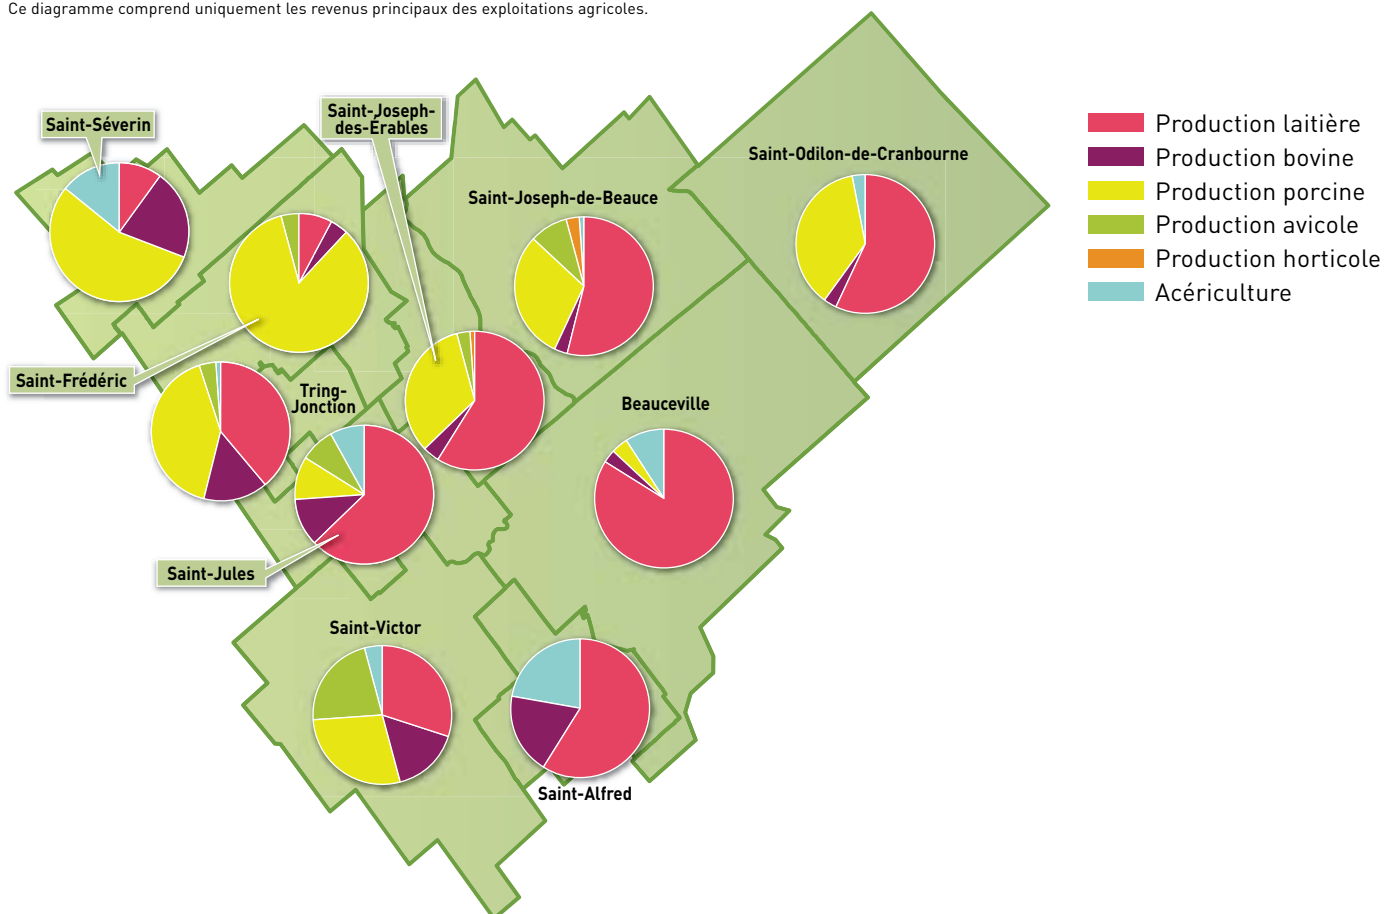 Ce diagramme comprend uniquement les revenus principaux des exploitations agricoles.
Saint-Séverin
Saint-Joseph-
des-Érables
Saint-Joseph-de-Beauce
Saint-Odilon-de-Cranbourne
Saint-Frédéric
Tring-
Jonction
Beauceville
Saint-Jules
Saint-Victor
Saint-Alfred
Production laitière
Production bovine
Production porcine
Production avicole
Production horticole
Acériculture